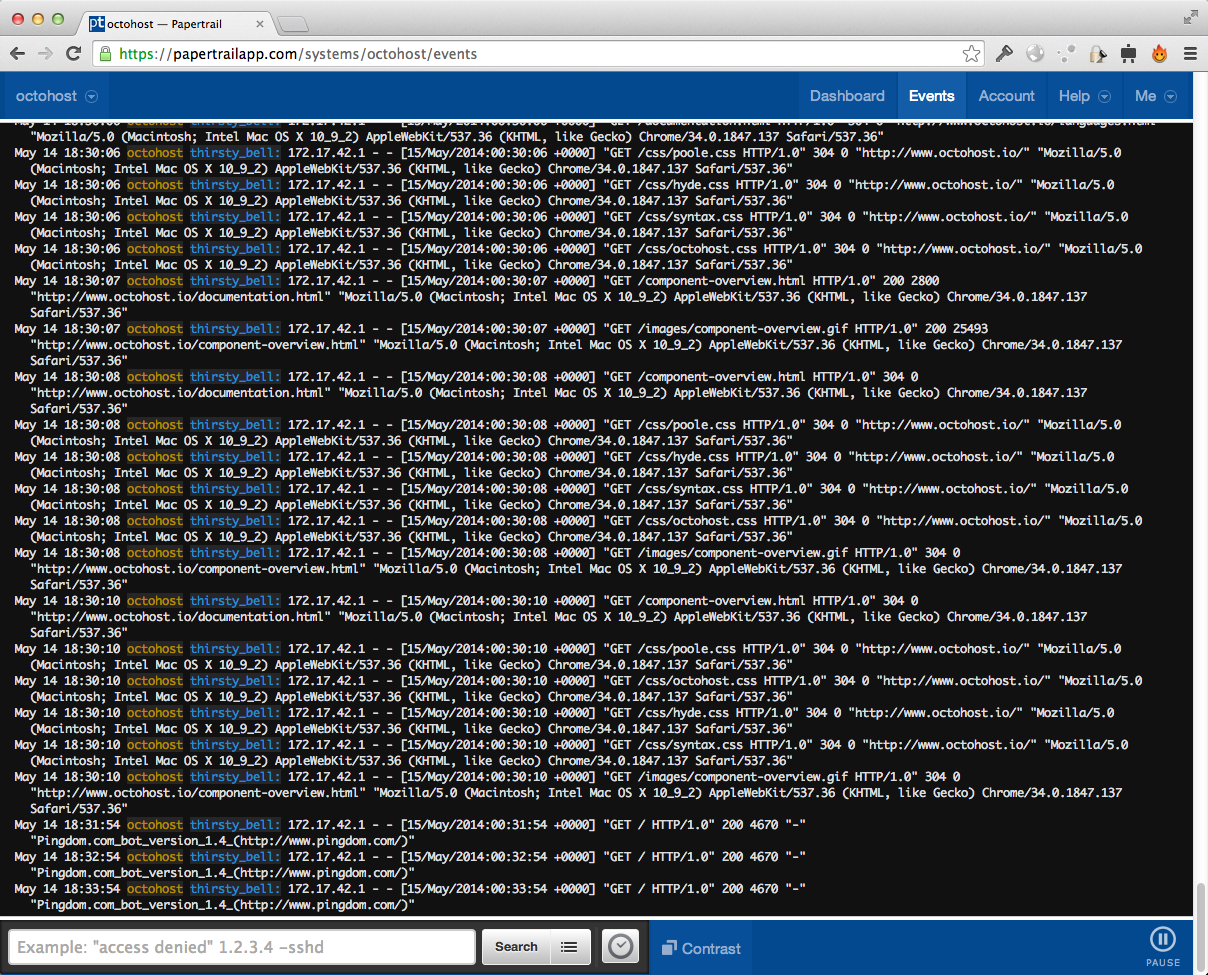 octohost — Papertrail
https://papertrailapp.com/systems/octohost/events
octohost Dashboard Events Account Help Me
"Mozilla/5.0 (Macintosh; Intel Mac OS X 10_9_2) AppleWebKit/537.36 (KHTML, like Gecko) Chrome/34.0.1847.137 Safari/537.36"
May 14 18:30:06 octohost thirsty_bell: 172.17.42.1 - - [15/May/2014:00:30:06 +0000] "GET /css/poole.css HTTP/1.0" 304 0 "http://www.octohost.io/" "Mozilla/5.0
(Macintosh; Intel Mac OS X 10_9_2) AppleWebKit/537.36 (KHTML, like Gecko) Chrome/34.0.1847.137 Safari/537.36"
May 14 18:30:06 octohost thirsty_bell: 172.17.42.1 - - [15/May/2014:00:30:06 +0000] "GET /css/hyde.css HTTP/1.0" 304 0 "http://www.octohost.io/" "Mozilla/5.0
(Macintosh; Intel Mac OS X 10_9_2) AppleWebKit/537.36 (KHTML, like Gecko) Chrome/34.0.1847.137 Safari/537.36"
May 14 18:30:06 octohost thirsty_bell: 172.17.42.1 - - [15/May/2014:00:30:06 +0000] "GET /css/syntax.css HTTP/1.0" 304 0 "http://www.octohost.io/" "Mozilla/5.0
(Macintosh; Intel Mac OS X 10_9_2) AppleWebKit/537.36 (KHTML, like Gecko) Chrome/34.0.1847.137 Safari/537.36"
May 14 18:30:06 octohost thirsty_bell: 172.17.42.1 - - [15/May/2014:00:30:06 +0000] "GET /css/octohost.css HTTP/1.0" 304 0 "http://www.octohost.io/" "Mozilla/5.0
(Macintosh; Intel Mac OS X 10_9_2) AppleWebKit/537.36 (KHTML, like Gecko) Chrome/34.0.1847.137 Safari/537.36"
May 14 18:30:07 octohost thirsty_bell: 172.17.42.1 - - [15/May/2014:00:30:07 +0000] "GET /component-overview.html HTTP/1.0" 200 2800
"http://www.octohost.io/documentation.html" "Mozilla/5.0 (Macintosh; Intel Mac OS X 10_9_2) AppleWebKit/537.36 (KHTML, like Gecko) Chrome/34.0.1847.137
Safari/537.36"
May 14 18:30:07 octohost thirsty_bell: 172.17.42.1 - - [15/May/2014:00:30:07 +0000] "GET /images/component-overview.gif HTTP/1.0" 200 25493
"http://www.octohost.io/component-overview.html" "Mozilla/5.0 (Macintosh; Intel Mac OS X 10_9_2) AppleWebKit/537.36 (KHTML, like Gecko) Chrome/34.0.1847.137
Safari/537.36"
May 14 18:30:08 octohost thirsty_bell: 172.17.42.1 - - [15/May/2014:00:30:08 +0000] "GET /component-overview.html HTTP/1.0" 304 0
"http://www.octohost.io/documentation.html" "Mozilla/5.0 (Macintosh; Intel Mac OS X 10_9_2) AppleWebKit/537.36 (KHTML, like Gecko) Chrome/34.0.1847.137
Safari/537.36"
May 14 18:30:08 octohost thirsty_bell: 172.17.42.1 - - [15/May/2014:00:30:08 +0000] "GET /css/poole.css HTTP/1.0" 304 0 "http://www.octohost.io/" "Mozilla/5.0
(Macintosh; Intel Mac OS X 10_9_2) AppleWebKit/537.36 (KHTML, like Gecko) Chrome/34.0.1847.137 Safari/537.36"
May 14 18:30:08 octohost thirsty_bell: 172.17.42.1 - - [15/May/2014:00:30:08 +0000] "GET /css/hyde.css HTTP/1.0" 304 0 "http://www.octohost.io/" "Mozilla/5.0
(Macintosh; Intel Mac OS X 10_9_2) AppleWebKit/537.36 (KHTML, like Gecko) Chrome/34.0.1847.137 Safari/537.36"
May 14 18:30:08 octohost thirsty_bell: 172.17.42.1 - - [15/May/2014:00:30:08 +0000] "GET /css/syntax.css HTTP/1.0" 304 0 "http://www.octohost.io/" "Mozilla/5.0
(Macintosh; Intel Mac OS X 10_9_2) AppleWebKit/537.36 (KHTML, like Gecko) Chrome/34.0.1847.137 Safari/537.36"
May 14 18:30:08 octohost thirsty_bell: 172.17.42.1 - - [15/May/2014:00:30:08 +0000] "GET /css/octohost.css HTTP/1.0" 304 0 "http://www.octohost.io/" "Mozilla/5.0
(Macintosh; Intel Mac OS X 10_9_2) AppleWebKit/537.36 (KHTML, like Gecko) Chrome/34.0.1847.137 Safari/537.36"
May 14 18:30:08 octohost thirsty_bell: 172.17.42.1 - - [15/May/2014:00:30:08 +0000] "GET /images/component-overview.gif HTTP/1.0" 304 0
"http://www.octohost.io/component-overview.html" "Mozilla/5.0 (Macintosh; Intel Mac OS X 10_9_2) AppleWebKit/537.36 (KHTML, like Gecko) Chrome/34.0.1847.137
Safari/537.36"
May 14 18:30:10 octohost thirsty_bell: 172.17.42.1 - - [15/May/2014:00:30:10 +0000] "GET /component-overview.html HTTP/1.0" 304 0
"http://www.octohost.io/documentation.html" "Mozilla/5.0 (Macintosh; Intel Mac OS X 10_9_2) AppleWebKit/537.36 (KHTML, like Gecko) Chrome/34.0.1847.137
Safari/537.36"
May 14 18:30:10 octohost thirsty_bell: 172.17.42.1 - - [15/May/2014:00:30:10 +0000] "GET /css/poole.css HTTP/1.0" 304 0 "http://www.octohost.io/" "Mozilla/5.0
(Macintosh; Intel Mac OS X 10_9_2) AppleWebKit/537.36 (KHTML, like Gecko) Chrome/34.0.1847.137 Safari/537.36"
May 14 18:30:10 octohost thirsty_bell: 172.17.42.1 - - [15/May/2014:00:30:10 +0000] "GET /css/octohost.css HTTP/1.0" 304 0 "http://www.octohost.io/" "Mozilla/5.0
(Macintosh; Intel Mac OS X 10_9_2) AppleWebKit/537.36 (KHTML, like Gecko) Chrome/34.0.1847.137 Safari/537.36"
May 14 18:30:10 octohost thirsty_bell: 172.17.42.1 - - [15/May/2014:00:30:10 +0000] "GET /css/hyde.css HTTP/1.0" 304 0 "http://www.octohost.io/" "Mozilla/5.0
(Macintosh; Intel Mac OS X 10_9_2) AppleWebKit/537.36 (KHTML, like Gecko) Chrome/34.0.1847.137 Safari/537.36"
May 14 18:30:10 octohost thirsty_bell: 172.17.42.1 - - [15/May/2014:00:30:10 +0000] "GET /css/syntax.css HTTP/1.0" 304 0 "http://www.octohost.io/" "Mozilla/5.0
(Macintosh; Intel Mac OS X 10_9_2) AppleWebKit/537.36 (KHTML, like Gecko) Chrome/34.0.1847.137 Safari/537.36"
May 14 18:30:10 octohost thirsty_bell: 172.17.42.1 - - [15/May/2014:00:30:10 +0000] "GET /images/component-overview.gif HTTP/1.0" 304 0
"http://www.octohost.io/component-overview.html" "Mozilla/5.0 (Macintosh; Intel Mac OS X 10_9_2) AppleWebKit/537.36 (KHTML, like Gecko) Chrome/34.0.1847.137
Safari/537.36"
May 14 18:31:54 octohost thirsty_bell: 172.17.42.1 - - [15/May/2014:00:31:54 +0000] "GET / HTTP/1.0" 200 4670 "-"
"Pingdom.com_bot_version_1.4_(http://www.pingdom.com/)"
May 14 18:32:54 octohost thirsty_bell: 172.17.42.1 - - [15/May/2014:00:32:54 +0000] "GET / HTTP/1.0" 200 4670 "-"
"Pingdom.com_bot_version_1.4_(http://www.pingdom.com/)"
May 14 18:33:54 octohost thirsty_bell: 172.17.42.1 - - [15/May/2014:00:33:54 +0000] "GET / HTTP/1.0" 200 4670 "-"
"Pingdom.com_bot_version_1.4_(http://www.pingdom.com/)"
Example: "access denied" 1.2.3.4 -sshd Search Contrast
PAUSE